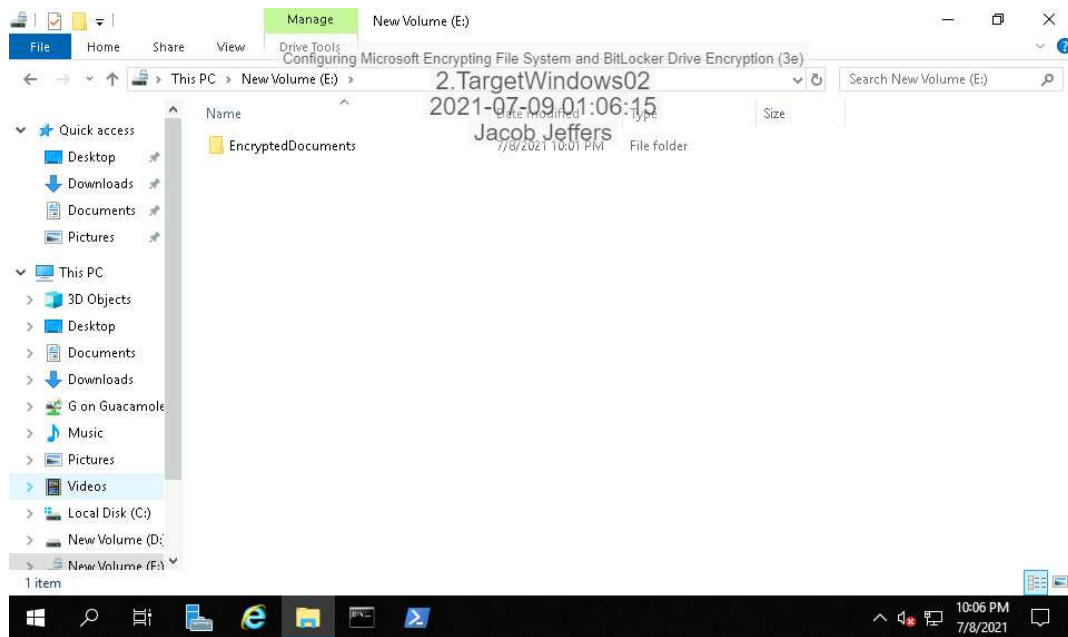 Manage
New Volume (E:)
File
Home
Share
View
Drive Tools
Configuring Microsoft Encrypting File System and BitLocker Drive Encryption (3e)
This PC > New Volume (E:) >
Search New Volume (E:)
2.TargetWindows02
2021-07-09 01:06:15
Jacob Jeffers
Name
Date modified
Type
Size
EncryptedDocuments
7/8/2021 10:01 PM
File folder
Quick access
Desktop
Downloads
Documents
Pictures
This PC
3D Objects
Desktop
Documents
Downloads
G on Guacamole
Music
Pictures
Videos
Local Disk (C:)
New Volume (D:
New Volume (E:)
1 item
10:06 PM
7/8/2021